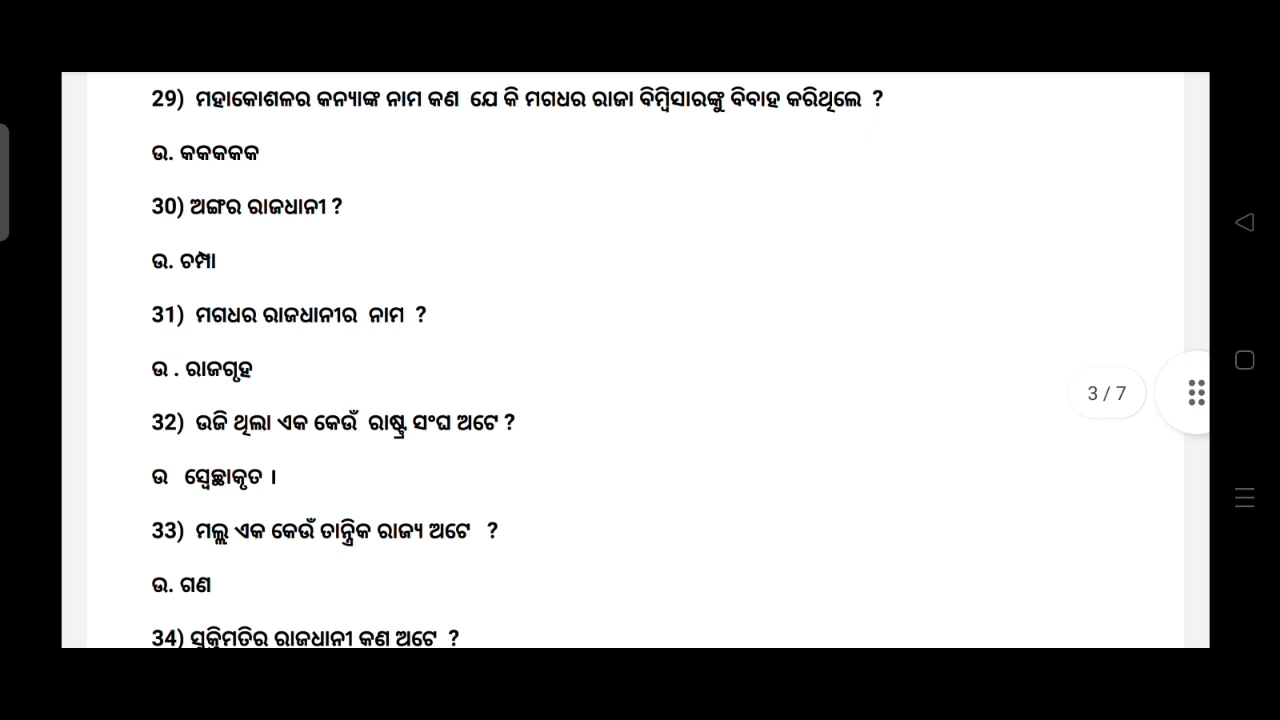 29) ମହାକୋଶଳର କନ୍ୟାଙ୍କ ନାମ କଣ ଯେ କି ମଗଧର ରାଜା ବିମ୍ବିସାରଙ୍କୁ ବିବାହ କରିଥିଲେ ?
ଉ. କକକକକ
30) ଅଙ୍ଗର ରାଜଧାନୀ ?
ଉ. ଚମ୍ପା
31) ମଗଧର ରାଜଧାନୀର ନାମ ?
ଉ . ରାଜଗୃହ
32) ଉଜି ଥିଲା ଏକ କେଉଁ ରାଷ୍ଟ୍ର ସଂଘ ଅଟେ ?
ଉ ସ୍ୱେଚ୍ଛାକୃତ ।
33) ମଲ୍ଲ ଏକ କେଉଁ ତାନ୍ତ୍ରିକ ରାଜ୍ୟ ଅଟେ ?
ଉ. ଗଣ
34) ସୁକ୍ତିମତିର ରାଜଧାନୀ କଣ ଅଟେ ?
3 / 7